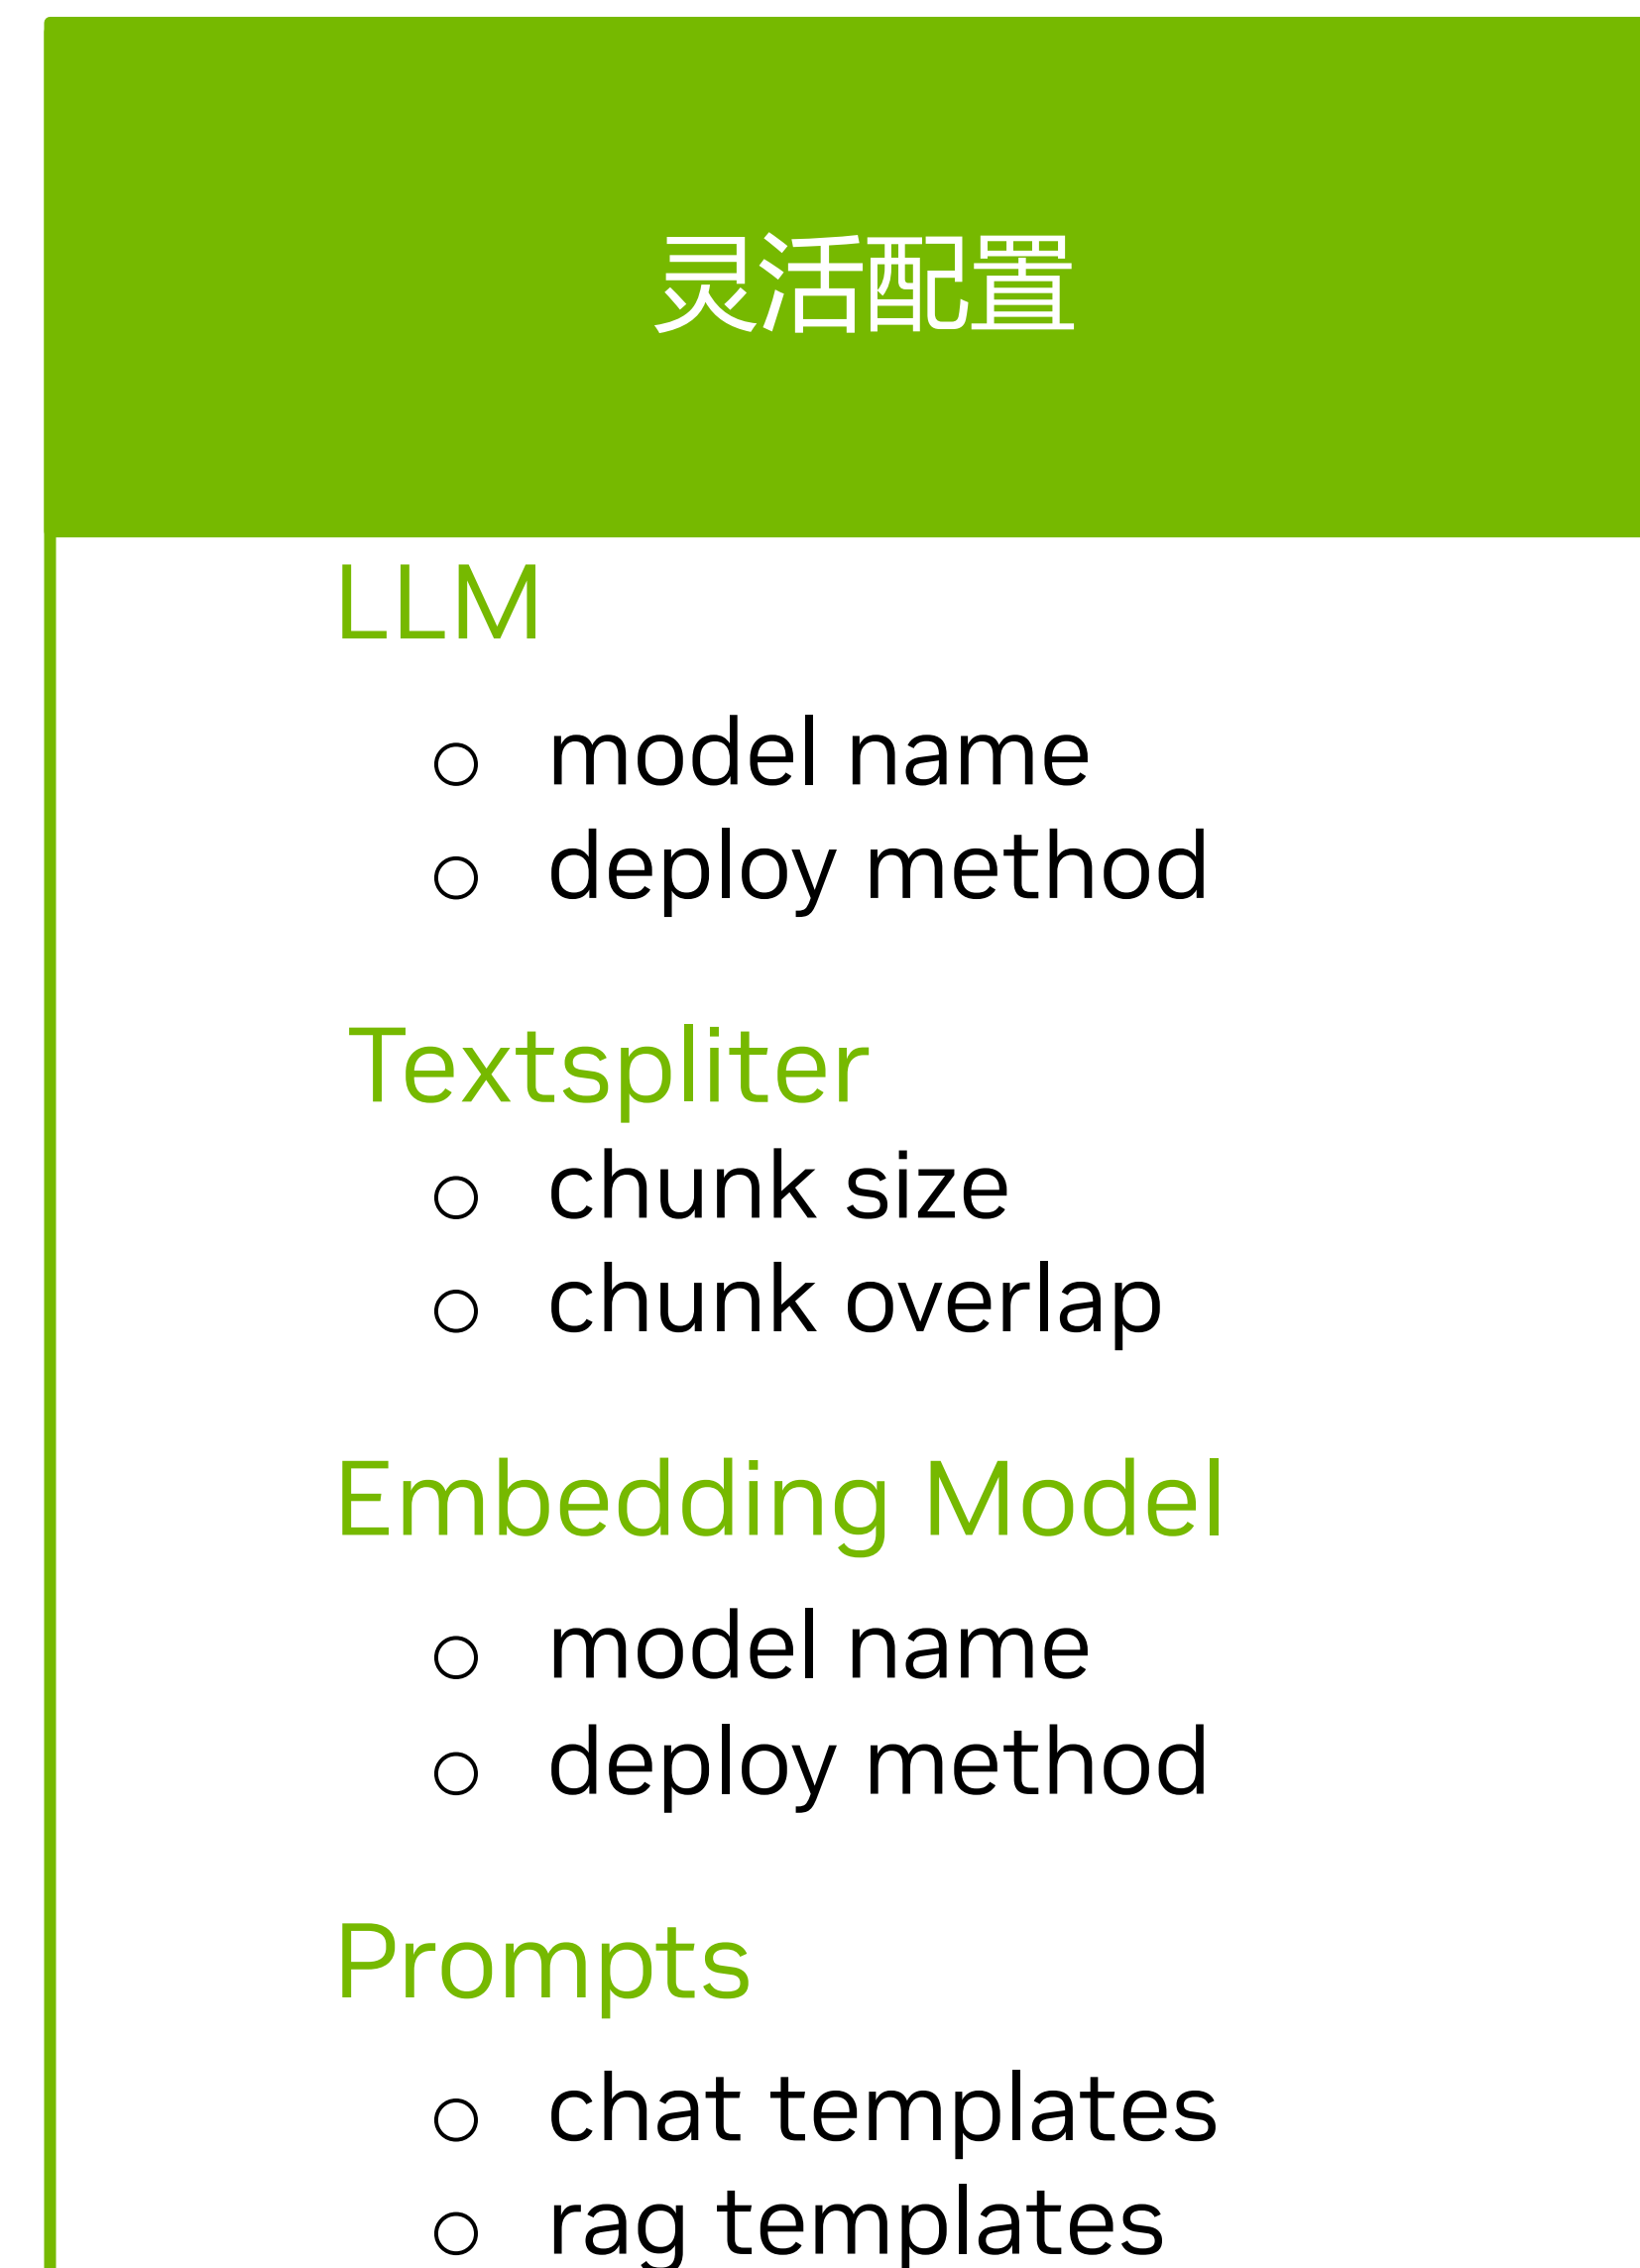 灵活配置
LLM
model name
deploy method
Textspliter
chunk size
chunk overlap
Embedding Model
model name
deploy method
Prompts
chat templates
rag templates